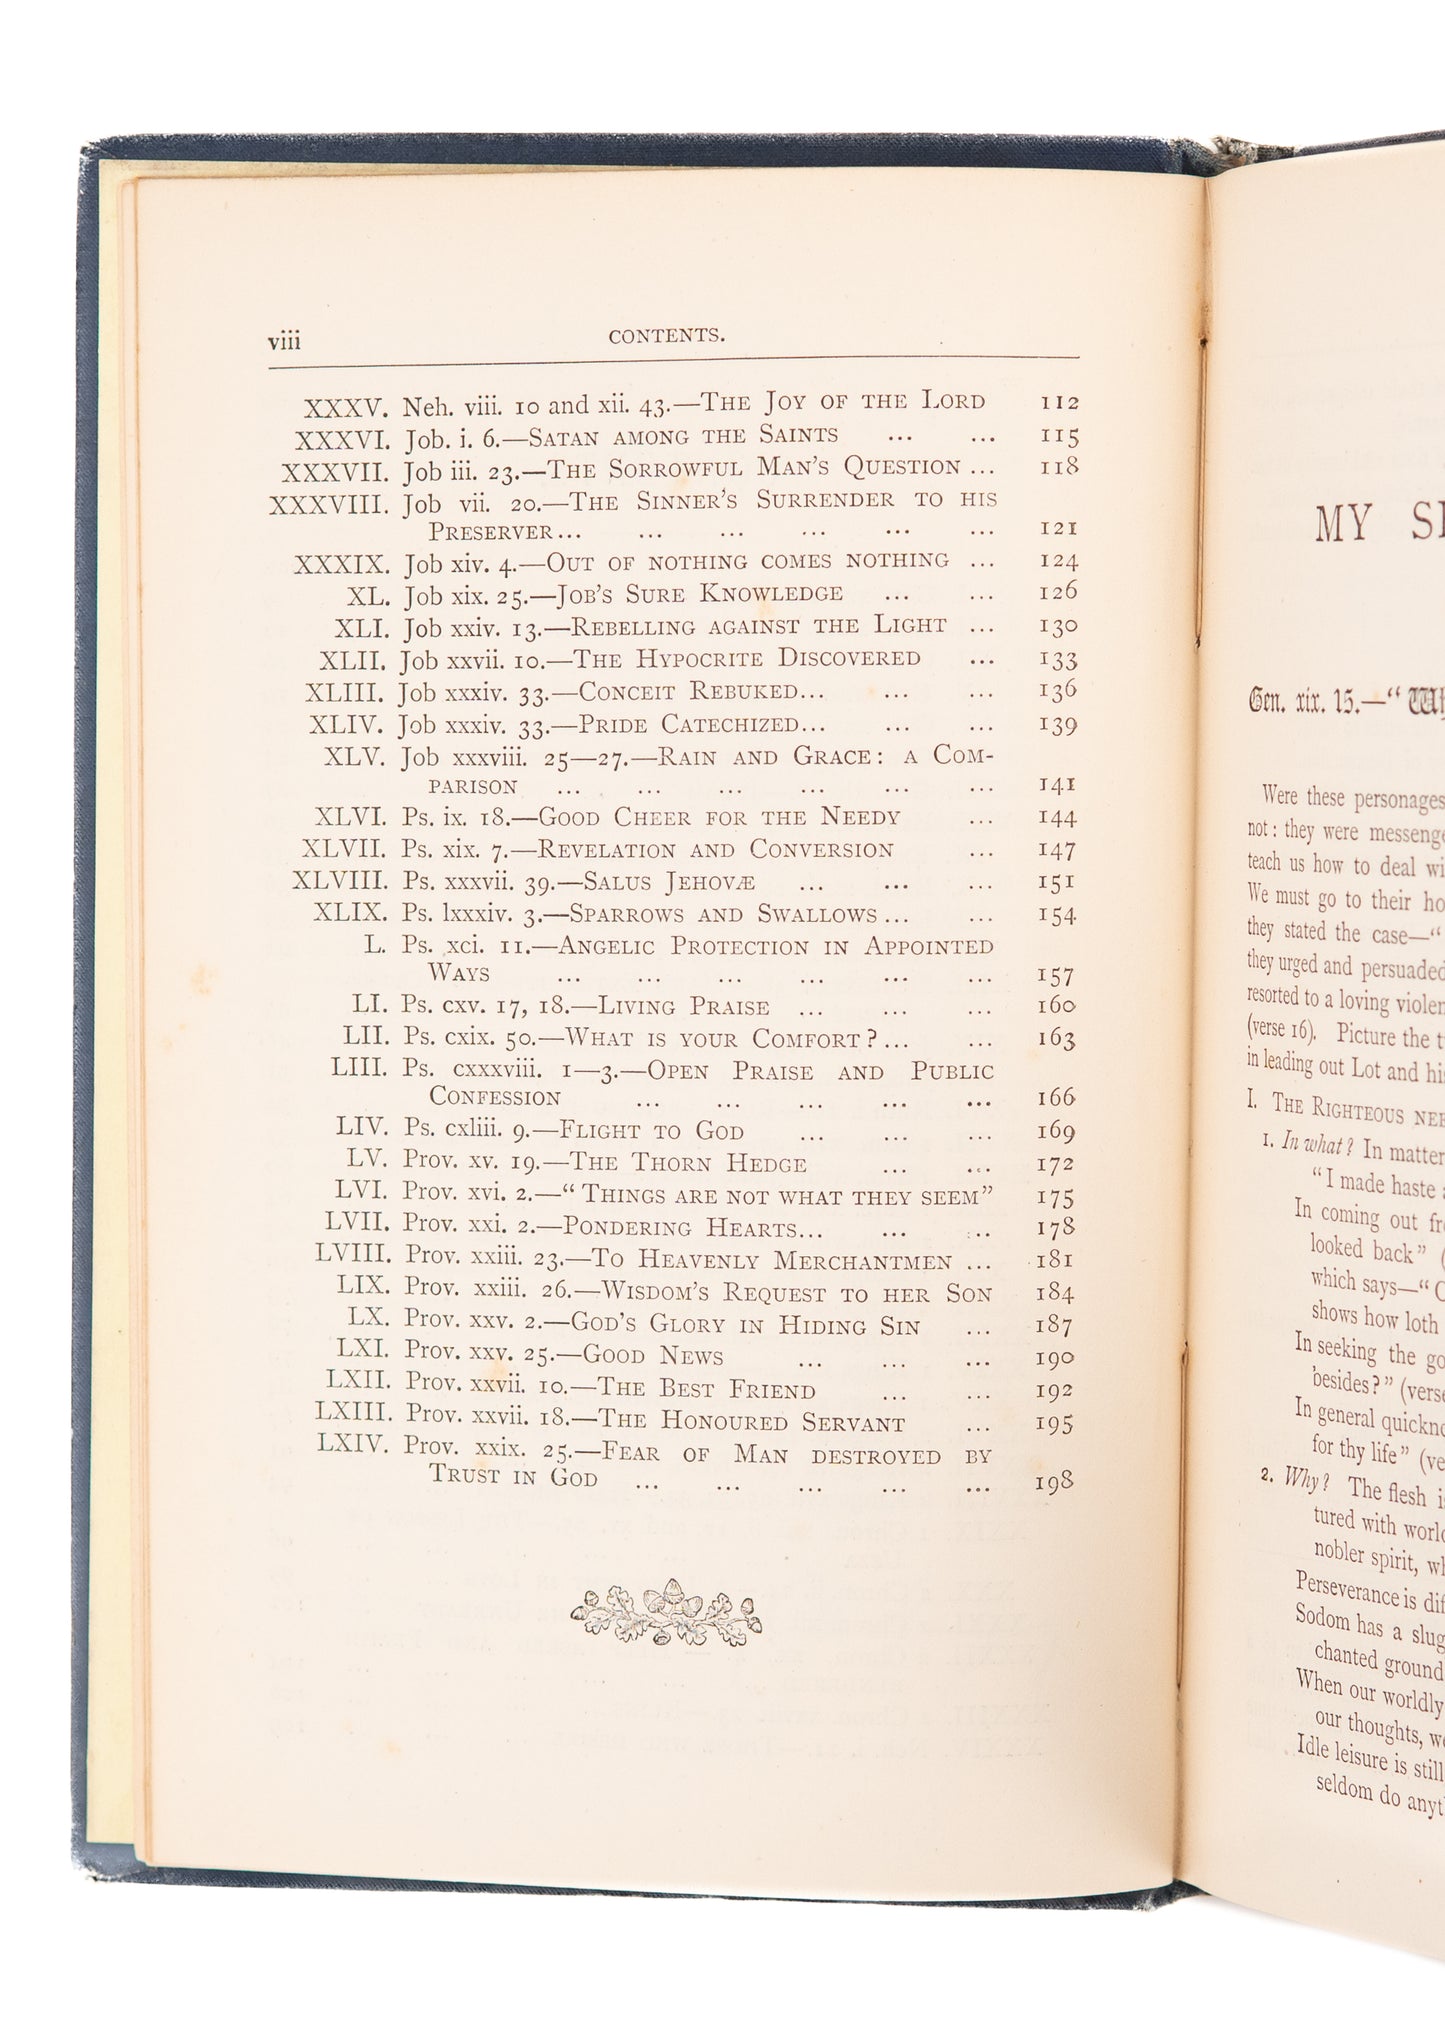 viii CONTENTS.
XXXV. Neh. viii. 10 and xii. 43.—THE JOY OF THE LORD 112
XXXVI. Job. i. 6.—SATAN AMONG THE SAINTS ... ... 115
XXXVII. Job iii. 23.—THE SORROWFUL MAN'S QUESTION ... 118
XXXVIII. Job vii. 20.—THE SINNER'S SURRENDER TO HIS
PRESERVER... ... ... ... ... ... 121
XXXIX. Job xiv. 4.—OUT OF NOTHING COMES NOTHING ... 124
XL. Job xix. 25.—JOB'S SURE KNOWLEDGE ... ... 126
XLI. Job xxiv. 13.—REBELLING AGAINST THE LIGHT ... 130
XLII. Job xxvii. 10.—THE HYPOCRITE DISCOVERED ... 133
XLIII. Job xxxiv. 33.—CONCEIT REBUKED... ... ... 136
XLIV. Job xxxiv. 33.—PRIDE CATECHIZED... ... ... 139
XLV. Job xxxviii. 25—27.—RAIN AND GRACE: A COM-
PARISON ... ... ... ... ... ... 141
XLVI. Ps. ix. 18.—GOOD CHEER FOR THE NEEDY ... 144
XLVII. Ps. xix. 7.—REVELATION AND CONVERSION ... 147
XLVIII. Ps. xxxvii. 39.—SALUS JEHOVÆ ... ... ... 151
XLIX. Ps. lxxxiv. 3.—SPARROWS AND SWALLOWS... ... 154
L. Ps. xci. 11.—ANGELIC PROTECTION IN APPOINTED
WAYS ... ... ... ... ... ... 157
LI. Ps. cxv. 17, 18.—LIVING PRAISE ... ... ... 160
LII. Ps. cxix. 50.—WHAT IS YOUR COMFORT?... ... 163
LIII. Ps. cxxxviii. 1—3.—OPEN PRAISE AND PUBLIC
CONFESSION ... ... ... ... ... 166
LIV. Ps. cxliii. 9.—FLIGHT TO GOD ... ... ... 169
LV. Prov. xv. 19.—THE THORN HEDGE ... ... 172
LVI. Prov. xvi. 2.—“THINGS ARE NOT WHAT THEY SEEM” 175
LVII. Prov. xxi. 2.—PONDERING HEARTS... ... ... 178
LVIII. Prov. xxiii. 23.—TO HEAVENLY MERCHANTMEN ... 181
LIX. Prov. xxiii. 26.—WISDOM'S REQUEST TO HER SON 184
LX. Prov. xxv. 2.—GOD'S GLORY IN HIDING SIN ... 187
LXI. Prov. xxv. 25.—GOOD NEWS ... ... ... 190
LXII. Prov. xxvii. 10.—THE BEST FRIEND ... ... 192
LXIII. Prov. xxvii. 18.—THE HONOURED SERVANT ... 195
LXIV. Prov. xxix. 25.—FEAR OF MAN DESTROYED BY
TRUST IN GOD ... ... ... ... ... 198
MY
Gen. xix. 15.—“
Were these personages
not: they were
teach us how to deal
We must go to their
they stated the case—“
they urged and persuaded
resorted to a loving
(verse 16). Picture the
in leading out Lot and
I. THE RIGHTEOUS
1. In what? In
“I made haste
In coming out
looked back”
which says—“
shows how loth
In seeking the
besides?”
In general
for thy life”
2. Why? The flesh
tured with
nobler spirit,
Perseverance is
Sodom has a
chanted ground
When our worldly
our thoughts,
Idle leisure is still
seldom do